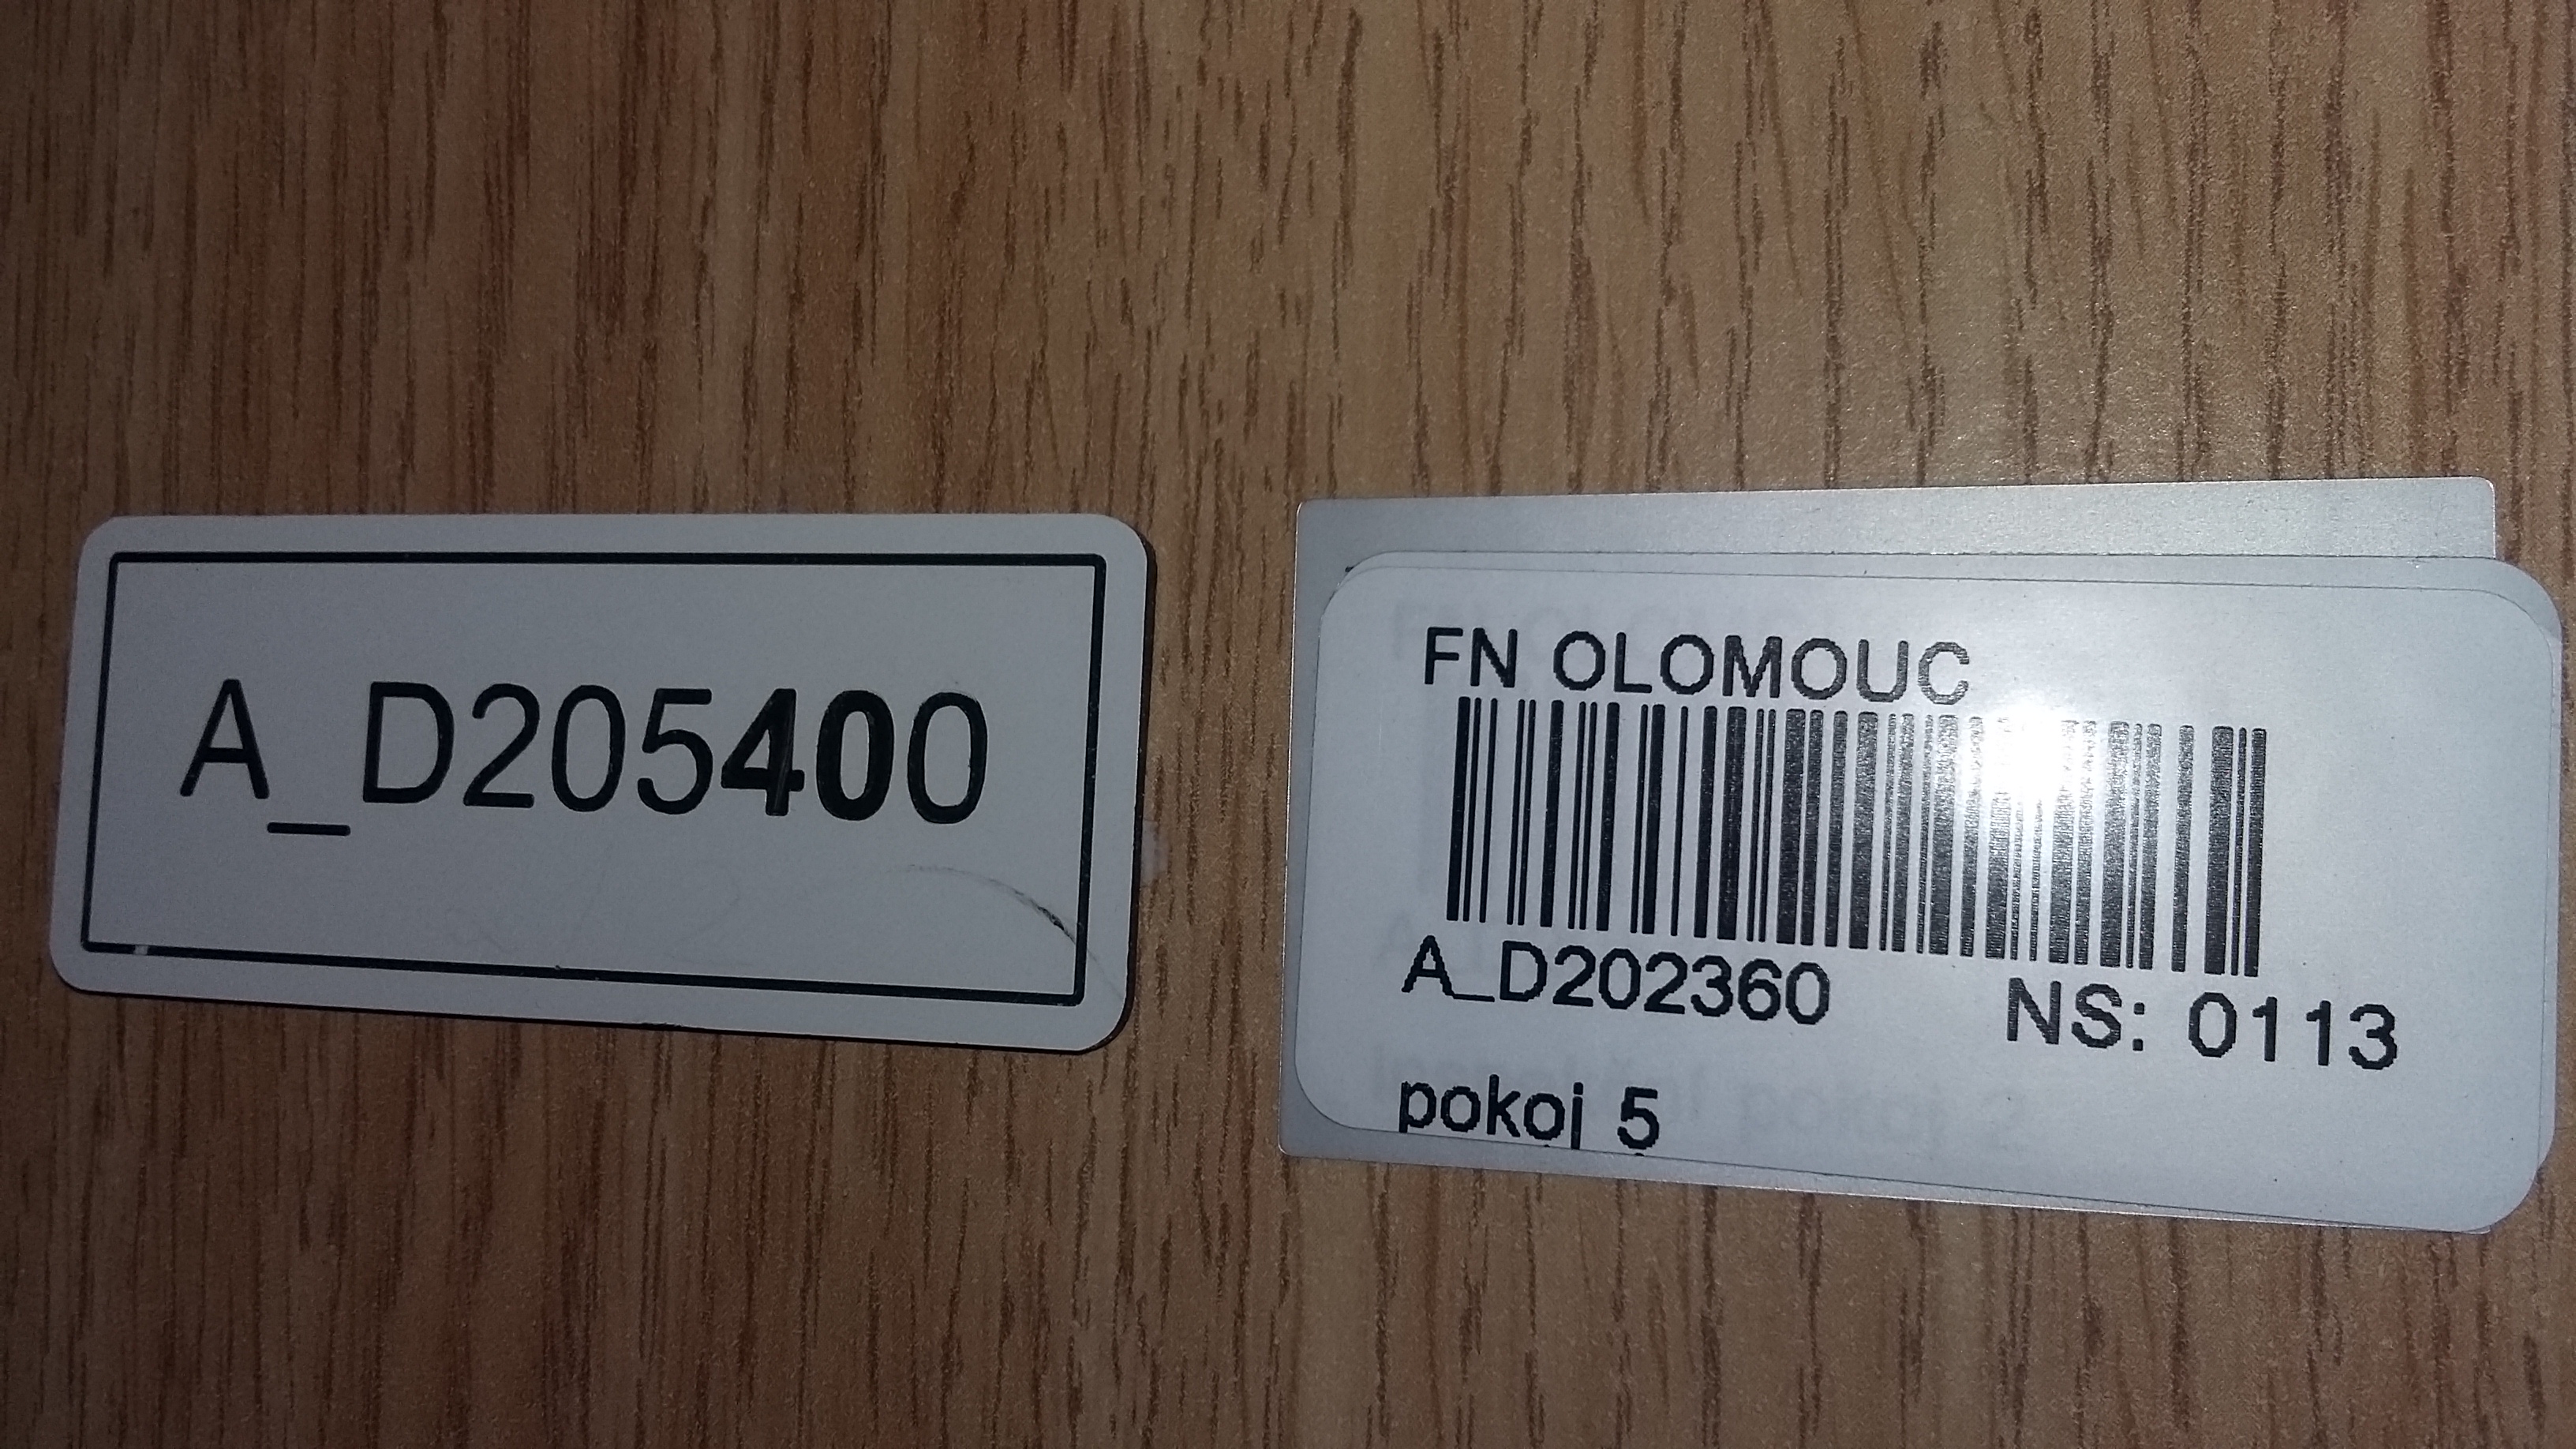 A_D205400
FN OLOMOUC
A_D202360 NS: 0113
pokoj 5